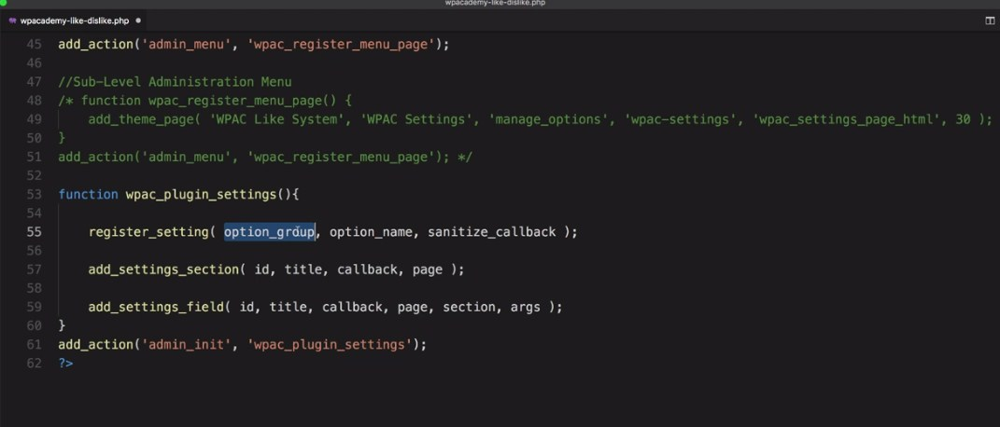 wpacademy-like-dislike.php
wpacademy-like-dislike.php
45 add_action('admin_menu', 'wpac_register_menu_page');
46
47 //Sub-Level Administration Menu
48 /* function wpac_register_menu_page() {
49 add_theme_page( 'WPAC Like System', 'WPAC Settings', 'manage_options', 'wpac-settings', 'wpac_settings_page_html', 30 );
50 }
51 add_action('admin_menu', 'wpac_register_menu_page'); */
52
53 function wpac_plugin_settings(){
54
55 register_setting( option_group, option_name, sanitize_callback );
56
57 add_settings_section( id, title, callback, page );
58
59 add_settings_field( id, title, callback, page, section, args );
60 }
61 add_action('admin_init', 'wpac_plugin_settings');
62 ?>